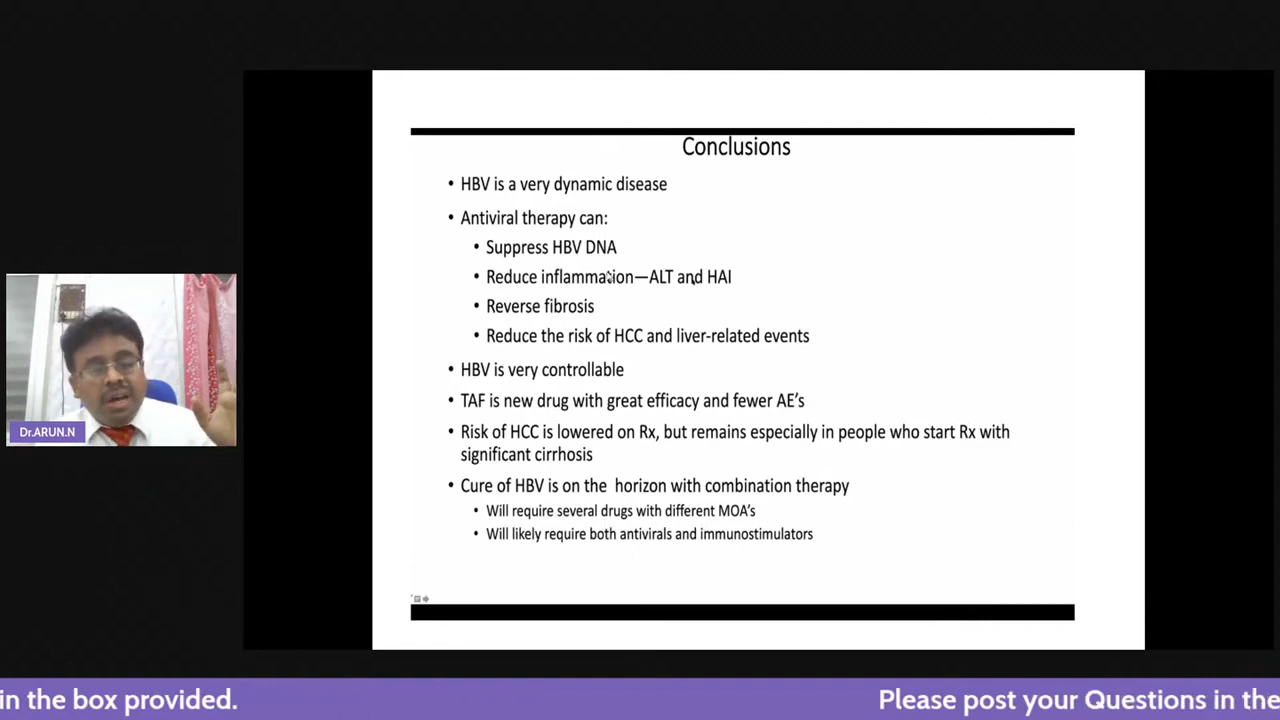 Conclusions
• HBV is a very dynamic disease
• Antiviral therapy can:
• Suppress HBV DNA
• Reduce inflammation—ALT and HAI
• Reverse fibrosis
• Reduce the risk of HCC and liver-related events
• HBV is very controllable
• TAF is new drug with great efficacy and fewer AE's
• Risk of HCC is lowered on Rx, but remains especially in people who start Rx with
significant cirrhosis
• Cure of HBV is on the horizon with combination therapy
• Will require several drugs with different MOA's
• Will likely require both antivirals and immunostimulators
Dr.ARUN.N
in the box provided.
Please post your Questions in the